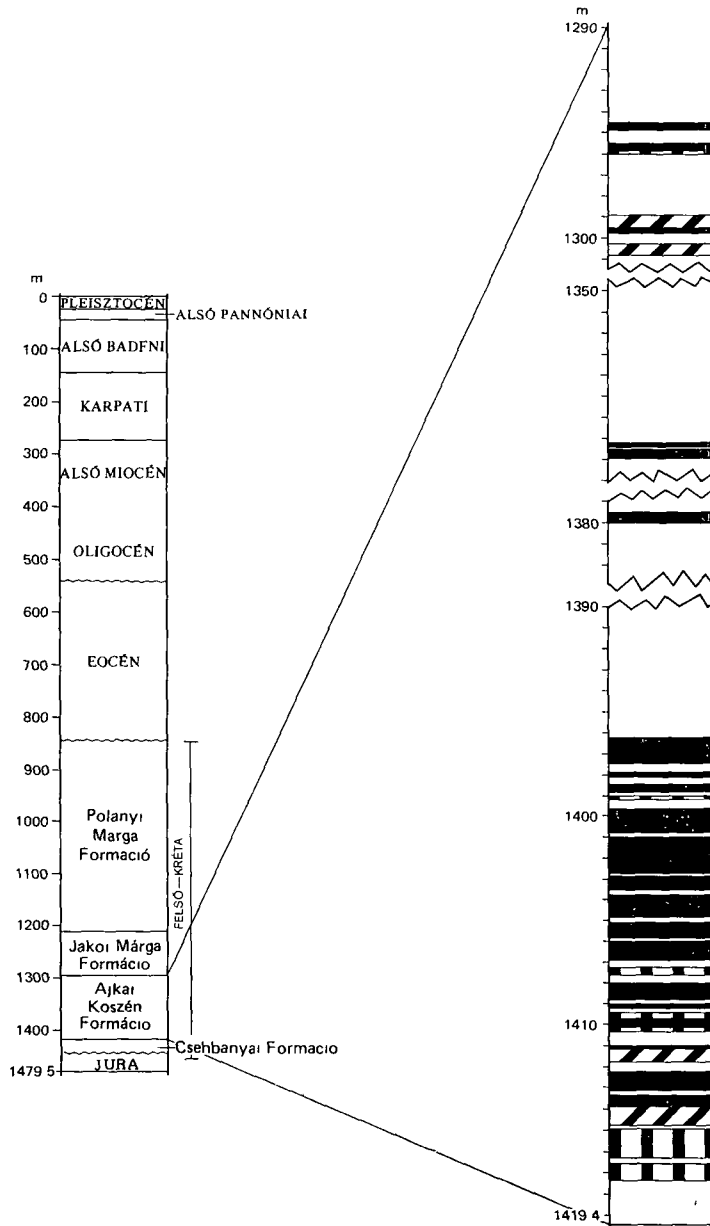 m
0
PLEISZTOCÉN
ALSÓ PANNÓNIAI
ALSÓ BADFNI
100
KARPATI
200
300
ALSÓ MIOCÉN
400
OLIGOCÉN
500
600
EOCÉN
700
800
900
Polanyi
Marga
Formació
1000
1100
FELSŐ—KRÉTA
1200
Jakoi Márga
Formácio
1300
Ajkai
Koszén
Formácio
1400
Csehbanyai Formacio
JURA
1479 5
m
1290
1300
1350
1380
1390
1400
1410
1419 4